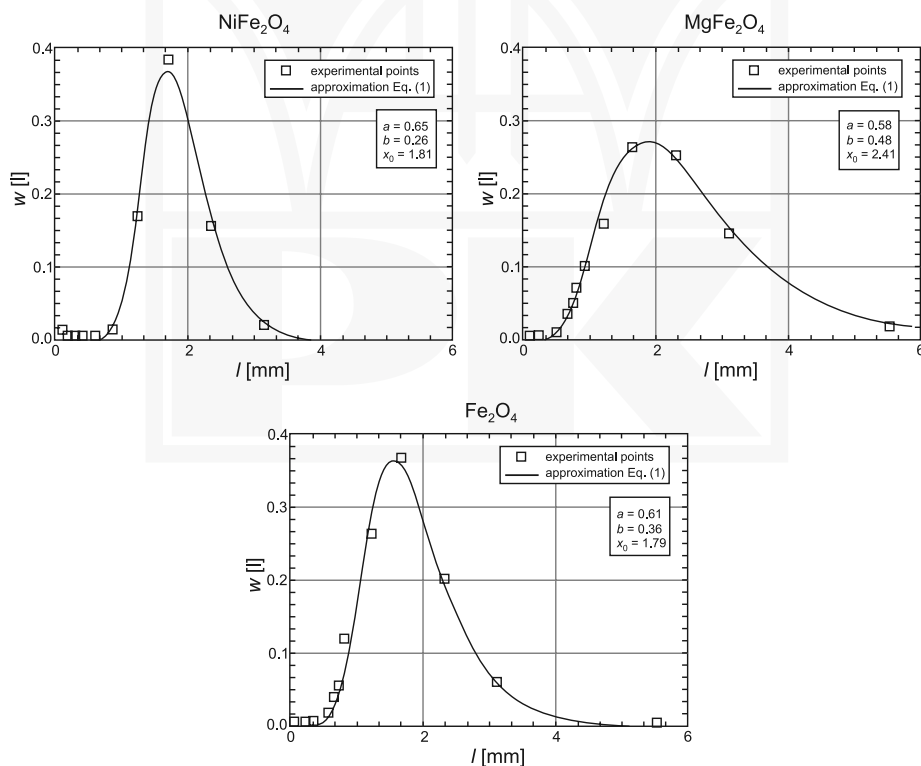 NiFe₂O₄
0.4
0.3
0.2
0.1
0.0
w [l]
experimental points
approximation Eq. (1)
a = 0.65
b = 0.26
x₀ = 1.81
0 2 4 6
l [mm]
MgFe₂O₄
0.4
0.3
0.2
0.1
0.0
w [l]
experimental points
approximation Eq. (1)
a = 0.58
b = 0.48
x₀ = 2.41
0 2 4 6
l [mm]
Fe₂O₄
0.4
0.3
0.2
0.1
0.0
w [l]
experimental points
approximation Eq. (1)
a = 0.61
b = 0.36
x₀ = 1.79
0 2 4 6
l [mm]
PK